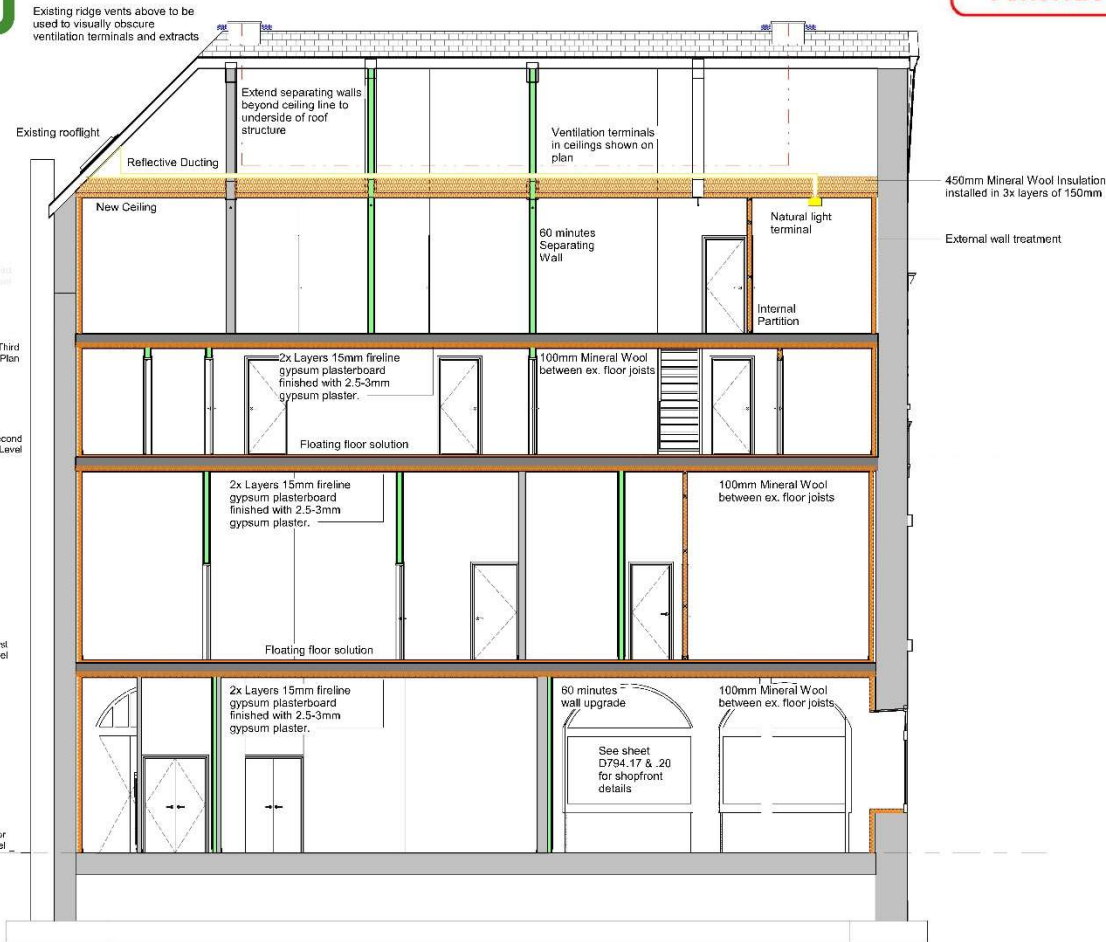 Existing ridge vents above to be
used to visually obscure
ventilation terminals and extracts
Extend separating walls
beyond ceiling line to
underside of roof
structure
Existing rooflight
Ventilation terminals
in ceilings shown on
plan
Reflective Ducting
450mm Mineral Wool Insulation
installed in 3x layers of 150mm
New Ceiling
Natural light
terminal
60 minutes
Separating
Wall
External wall treatment
Internal
Partition
Third
Plan
2x Layers 15mm fireline
gypsum plasterboard
finished with 2.5-3mm
gypsum plaster.
100mm Mineral Wool
between ex. floor joists
Level
Floating floor solution
2x Layers 15mm fireline
gypsum plasterboard
finished with 2.5-3mm
gypsum plaster.
100mm Mineral Wool
between ex. floor joists
Floating floor solution
2x Layers 15mm fireline
gypsum plasterboard
finished with 2.5-3mm
gypsum plaster.
60 minutes
wall upgrade
100mm Mineral Wool
between ex. floor joists
See sheet
D794.17 & .20
for shopfront
details